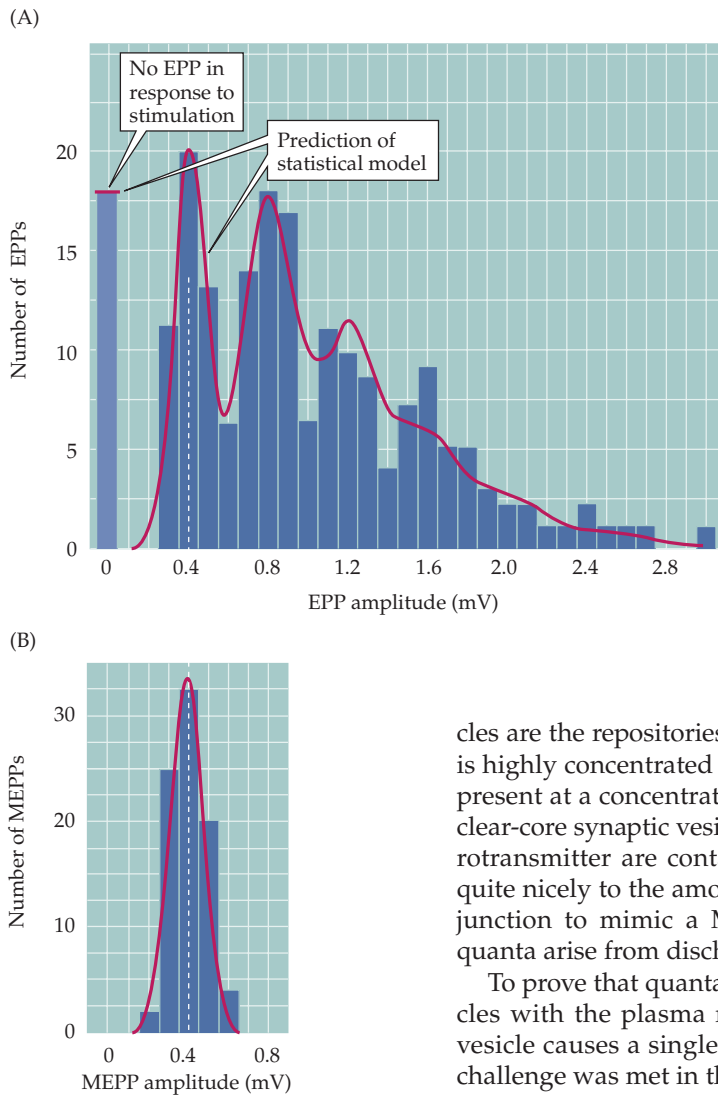 (A)
No EPP in
response to
stimulation
Prediction of
statistical model
Number of EPPs
20
15
10
5
0
0 0.4 0.8 1.2 1.6 2.0 2.4 2.8
EPP amplitude (mV)
(B)
Number of MEPPs
30
20
10
0
0 0.4 0.8
MEPP amplitude (mV)
cles are the repositories
is highly concentrated
present at a concentrat
clear-core synaptic vesi
rotransmitter are cont
quite nicely to the amo
junction to mimic a M
quanta arise from disch
To prove that quanta
cles with the plasma r
vesicle causes a single
challenge was met in th